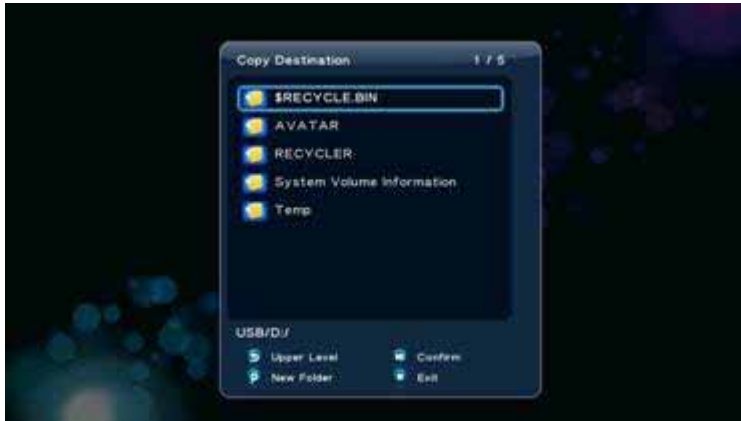 Copy Destination 1 / 5
$RECYCLE.BIN
AVATAR
RECYCLER
System Volume Information
Temp
USB/D:/
Upper Level Confirm
New Folder Exit